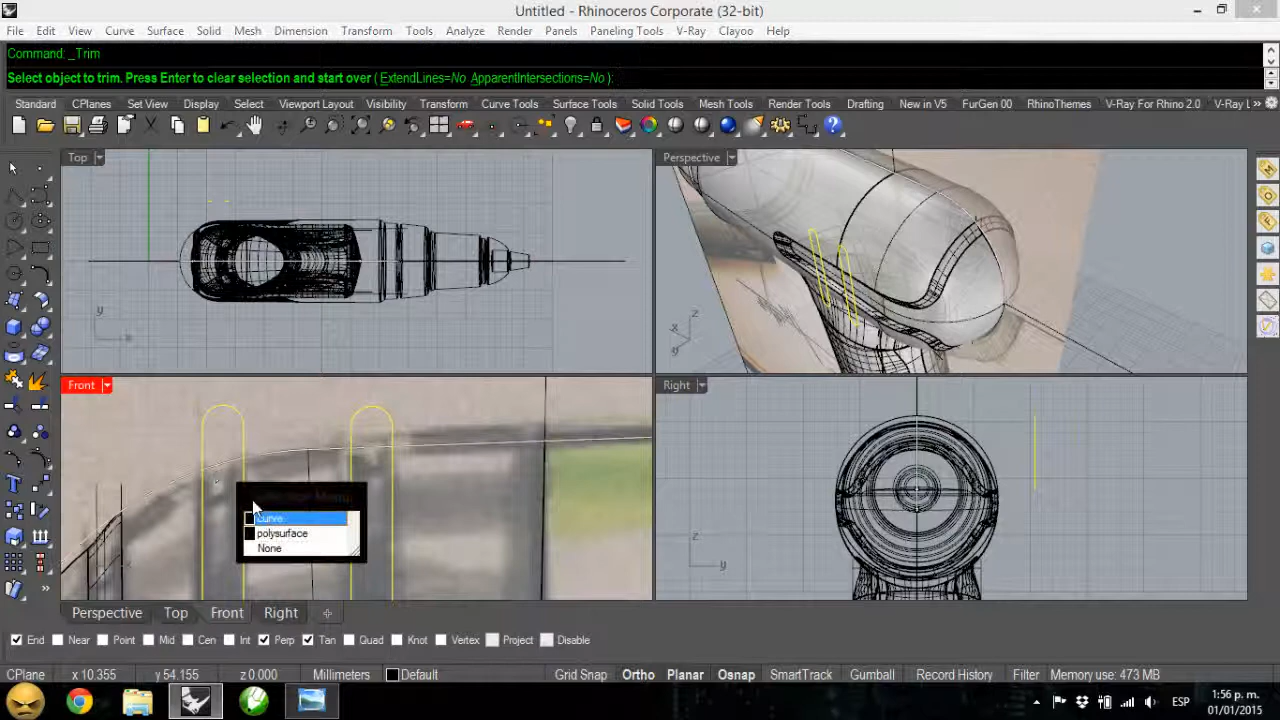 Untitled - Rhinoceros Corporate (32-bit)
File Edit View Curve Surface Solid Mesh Dimension Transform Tools Analyze Render Panels Paneling Tools V-Ray Clayoo Help
Command: _Trim
Select object to trim. Press Enter to clear selection and start over ( ExtendLines=No ApparentIntersections=No ):
Standard CPlanes Set View Display Select Viewport Layout Visibility Transform Curve Tools Surface Tools Solid Tools Mesh Tools Render Tools Drafting New in V5 FurGen 00 RhinoThemes V-Ray For Rhino 2.0 V-Ray L »
Top
Perspective
y
x
z
x
y
Front
Right
curve
polysurface
None
z
y
Perspective Top Front Right
End Near Point Mid Cen Int Perp Tan Quad Knot Vertex Project Disable
CPlane x 10.355 y 54.155 z 0.000 Millimeters Default Grid Snap Ortho Planar Osnap SmartTrack Gumball Record History Filter Memory use: 473 MB
ESP
1:56 p. m.
01/01/2015